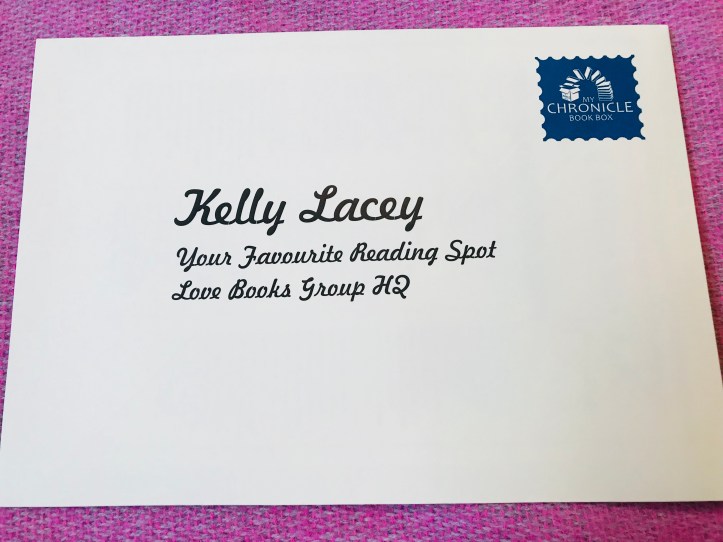 MY
CHRONICLE
BOOK BOX
Kelly Lacey
Your Favourite Reading Spot
Love Books Group HQ